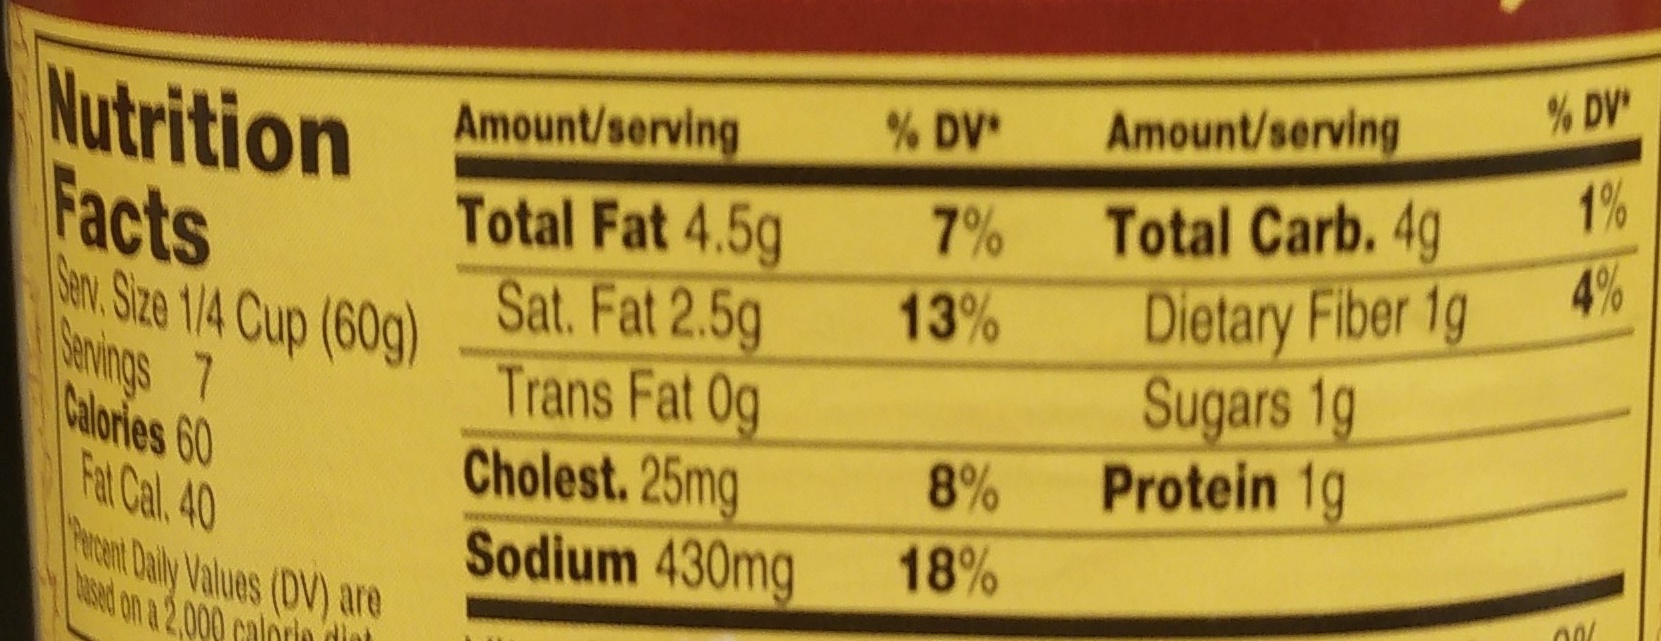 Nutrition
Facts
Serv. Size 1/4 Cup (60g)
Servings 7
Calories 60
Fat Cal. 40
*Percent Daily Values (DV) are
based on a 2,000 calorie diet
Amount/serving % DV* Amount/serving % DV*
Total Fat 4.5g 7% Total Carb. 4g 1%
Sat. Fat 2.5g 13% Dietary Fiber 1g 4%
Trans Fat 0g Sugars 1g
Cholest. 25mg 8% Protein 1g
Sodium 430mg 18%